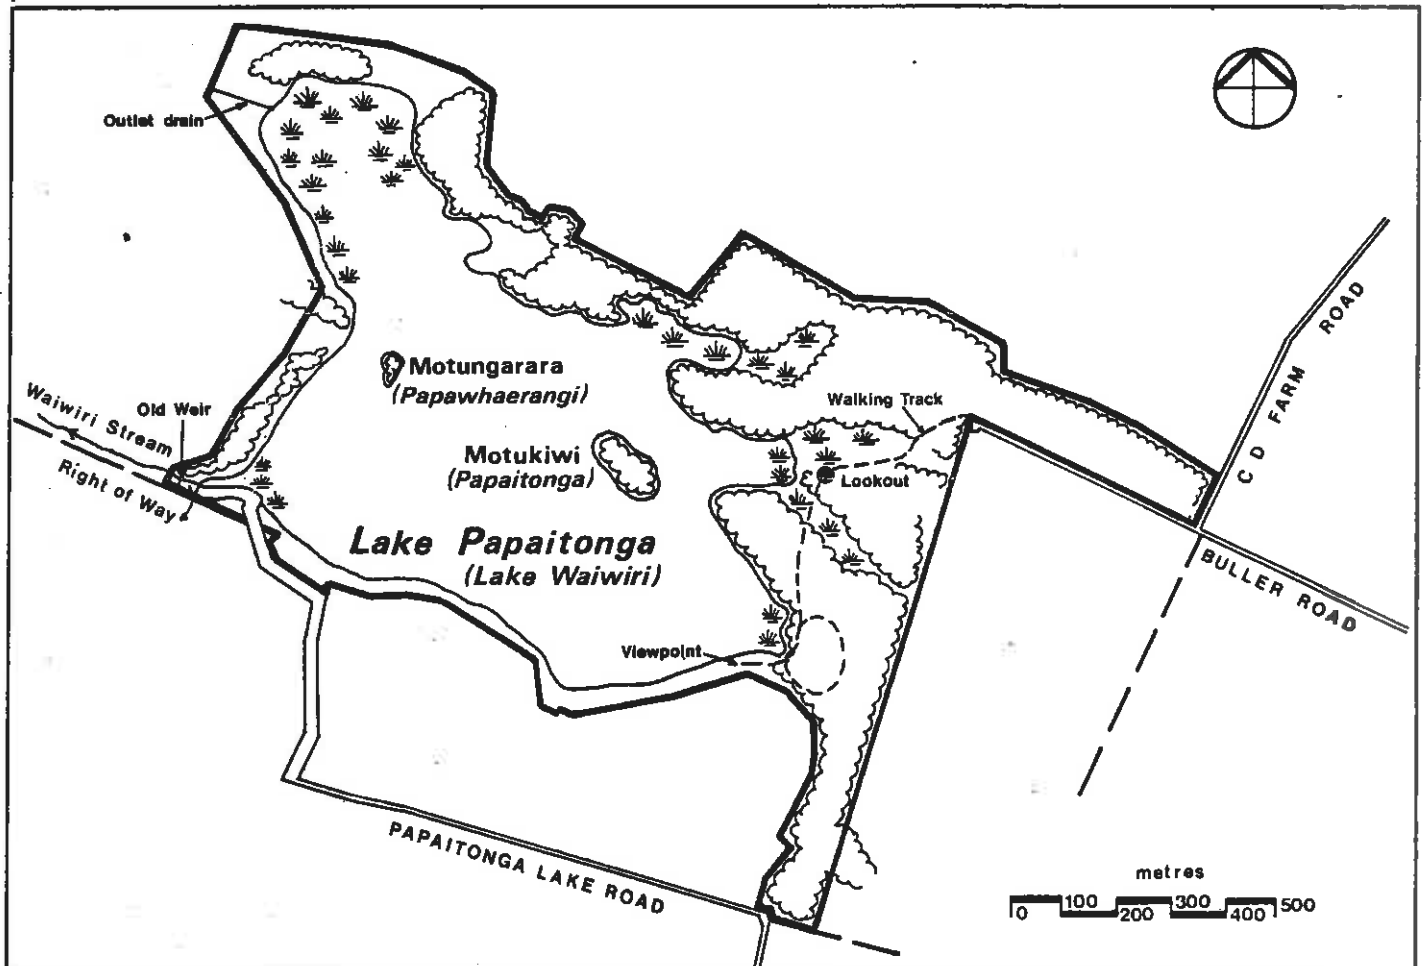 Outlet drain
Motungarara
(Papawhaerangi)
Walking Track
C D FARM ROAD
Waiwiri Stream
Old Weir
Right of Way
Motukiwi
(Papaitonga)
Lookout
Lake Papaitonga
(Lake Waiwiri)
BULLER ROAD
Viewpoint
PAPAITONGA LAKE ROAD
metres
0 100 200 300 400 500